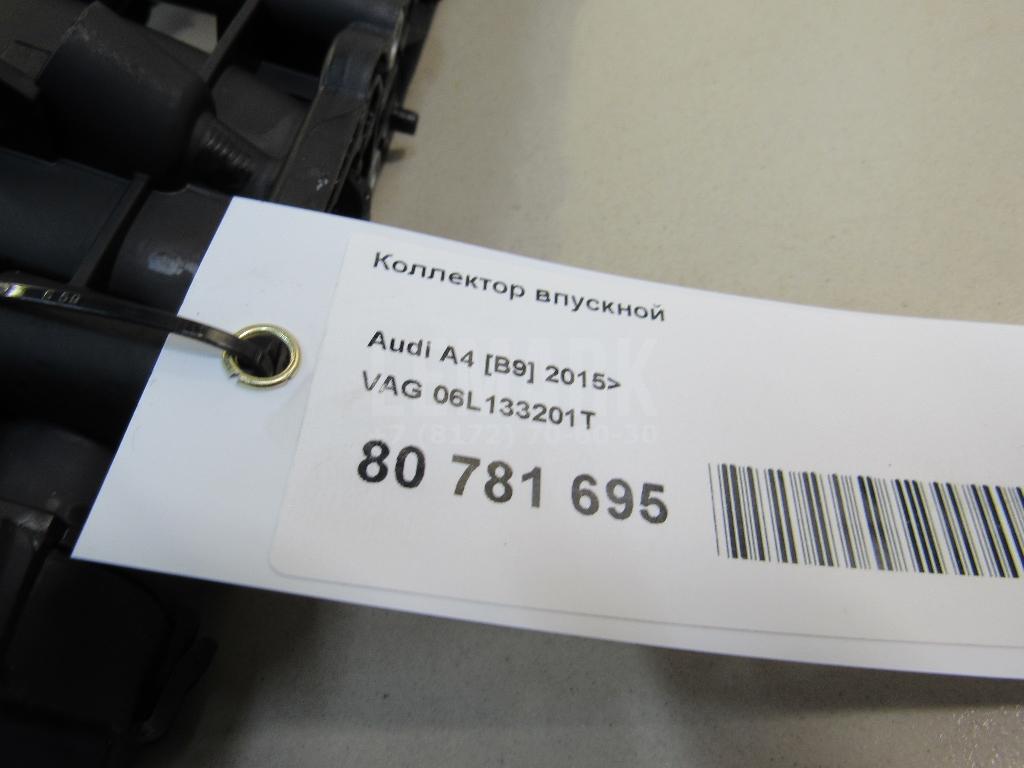 Коллектор впускной
Audi A4 [B9] 2015>
VAG 06L133201T
80 781 695